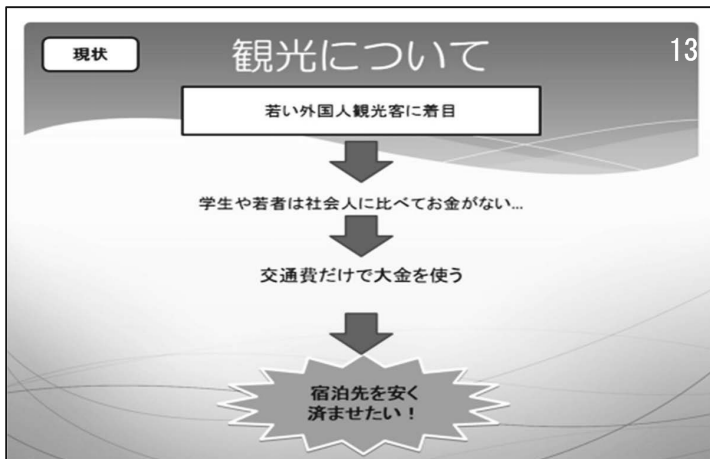 現状
観光について
13
若い外国人観光客に着目
学生や若者は社会人に比べてお金がない...
交通費だけで大金を使う
宿泊先を安く
済ませたい！